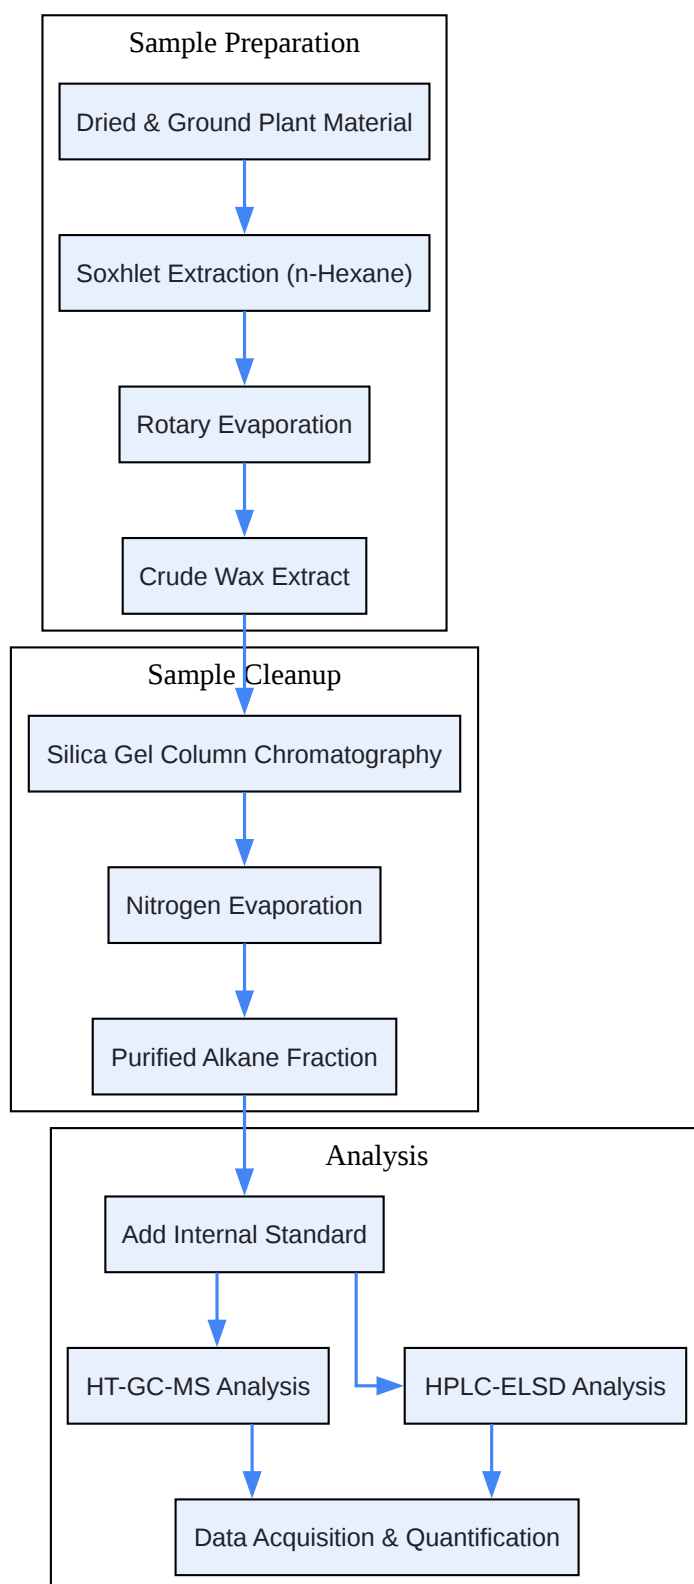 Sample Preparation
Dried & Ground Plant Material
Soxhlet Extraction (n-Hexane)
Rotary Evaporation
Crude Wax Extract
Sample Cleanup
Silica Gel Column Chromatography
Nitrogen Evaporation
Purified Alkane Fraction
Analysis
Add Internal Standard
HT-GC-MS Analysis
HPLC-ELSD Analysis
Data Acquisition & Quantification